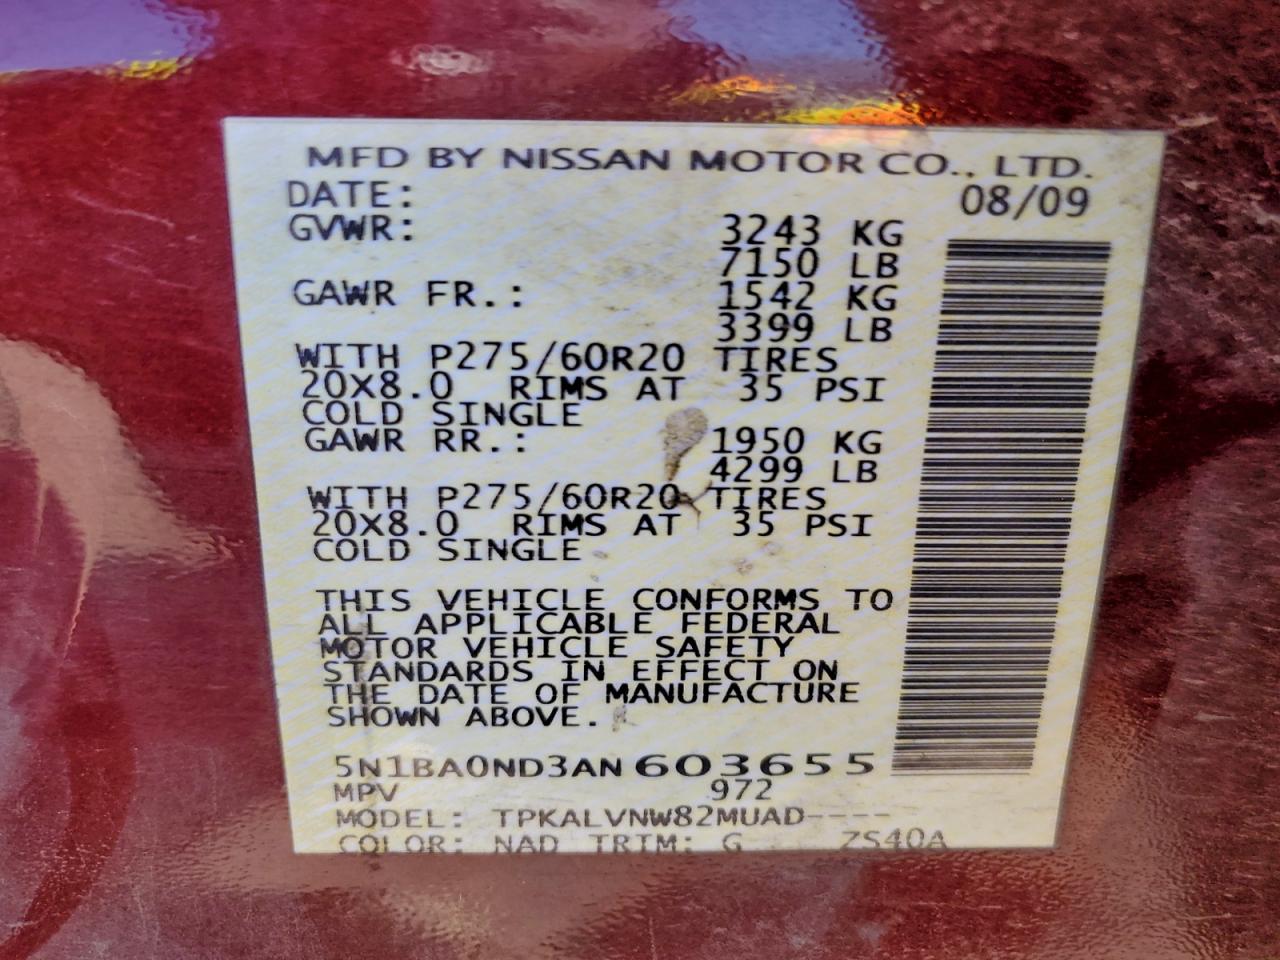 MFD BY NISSAN MOTOR CO., LTD.
DATE: 08/09
GVWR: 3243 KG
7150 LB
GAWR FR.: 1542 KG
3399 LB
WITH P275/60R20 TIRES
20X8.0 RIMS AT 35 PSI
COLD SINGLE
GAWR RR.: 1950 KG
4299 LB
WITH P275/60R20 TIRES
20X8.0 RIMS AT 35 PSI
COLD SINGLE
THIS VEHICLE CONFORMS TO
ALL APPLICABLE FEDERAL
MOTOR VEHICLE SAFETY
STANDARDS IN EFFECT ON
THE DATE OF MANUFACTURE
SHOWN ABOVE.
5N1BA0ND3AN603655
MPV 972
MODEL: TPKALVNW82MUAD----
COLOR: NAD TRIM: G ZS40A